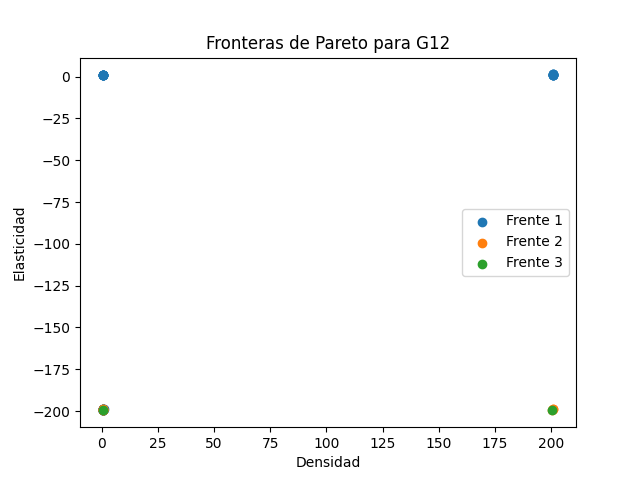 Fronteras de Pareto para G12
0
−25
−50
−75
−100
−125
−150
−175
−200
Elasticidad
Frente 1
Frente 2
Frente 3
0 25 50 75 100 125 150 175 200
Densidad